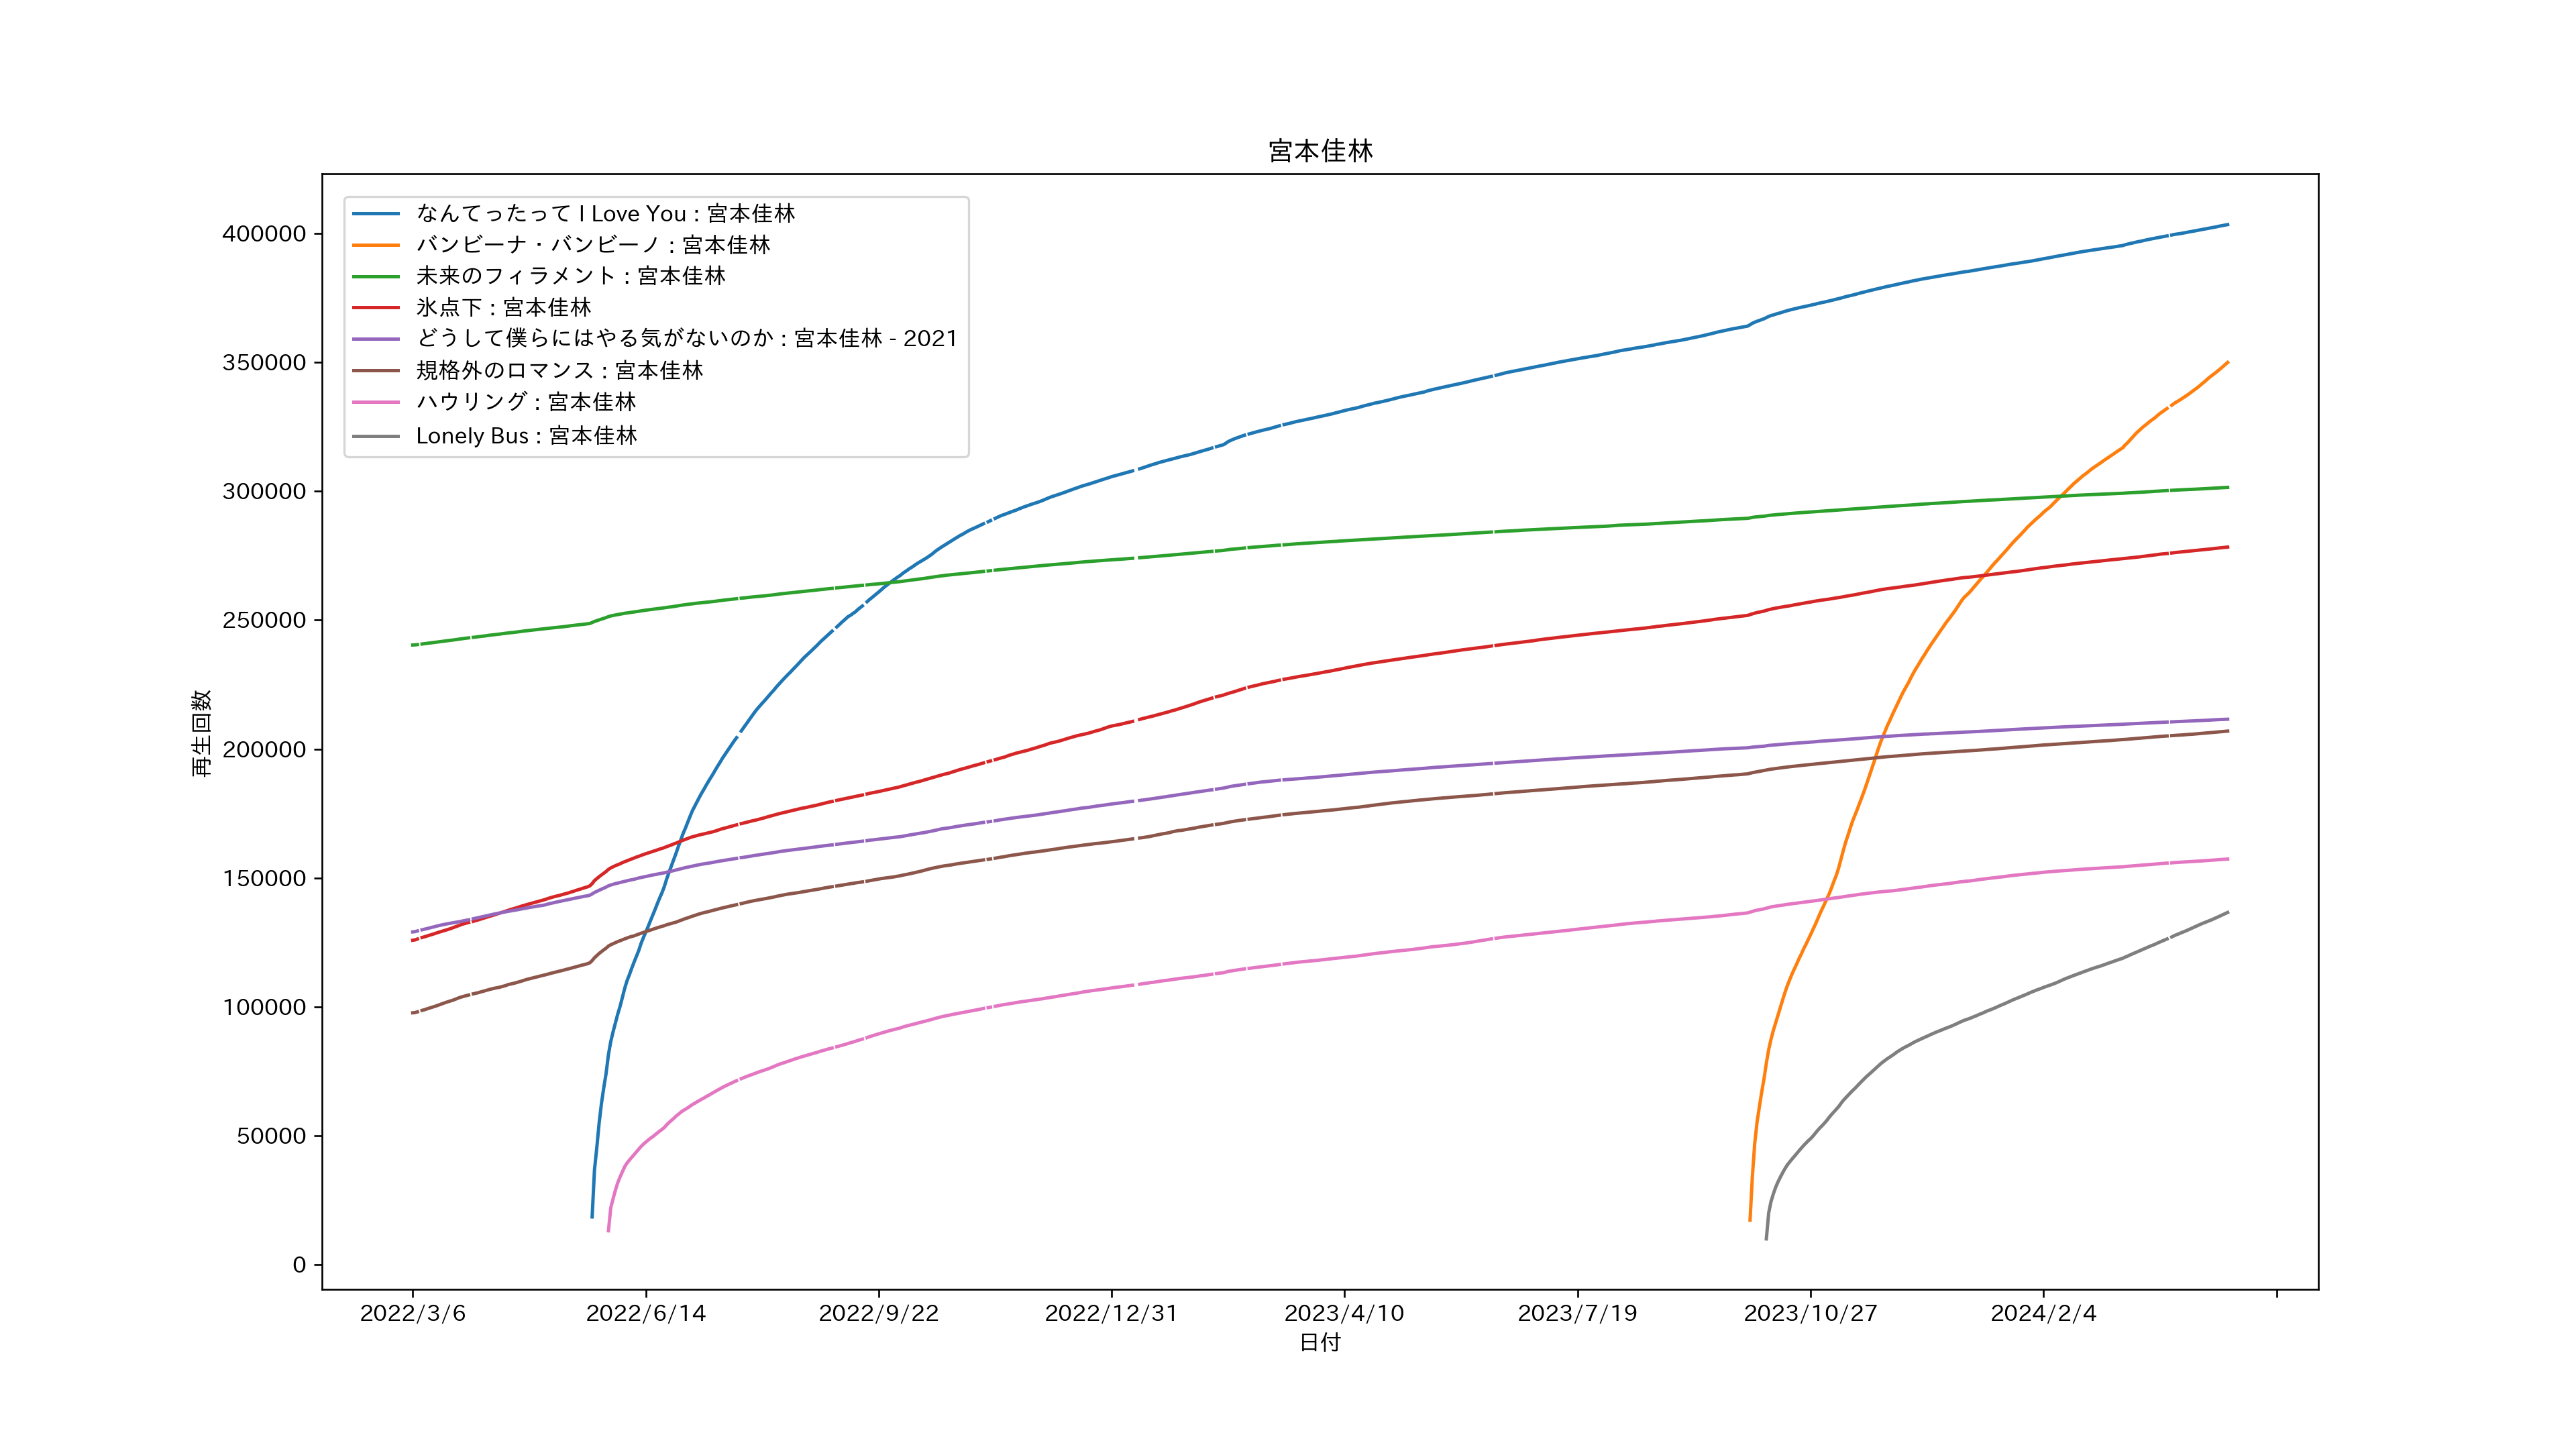 宮本佳林
なんてったって I Love You : 宮本佳林
バンビーナ・バンビーノ : 宮本佳林
未来のフィラメント : 宮本佳林
氷点下 : 宮本佳林
どうして僕らにはやる気がないのか : 宮本佳林 - 2021
規格外のロマンス : 宮本佳林
ハウリング : 宮本佳林
Lonely Bus : 宮本佳林
400000
350000
300000
250000
200000
150000
100000
50000
0
再生回数
2022/3/6 2022/6/14 2022/9/22 2022/12/31 2023/4/10 2023/7/19 2023/10/27 2024/2/4
日付